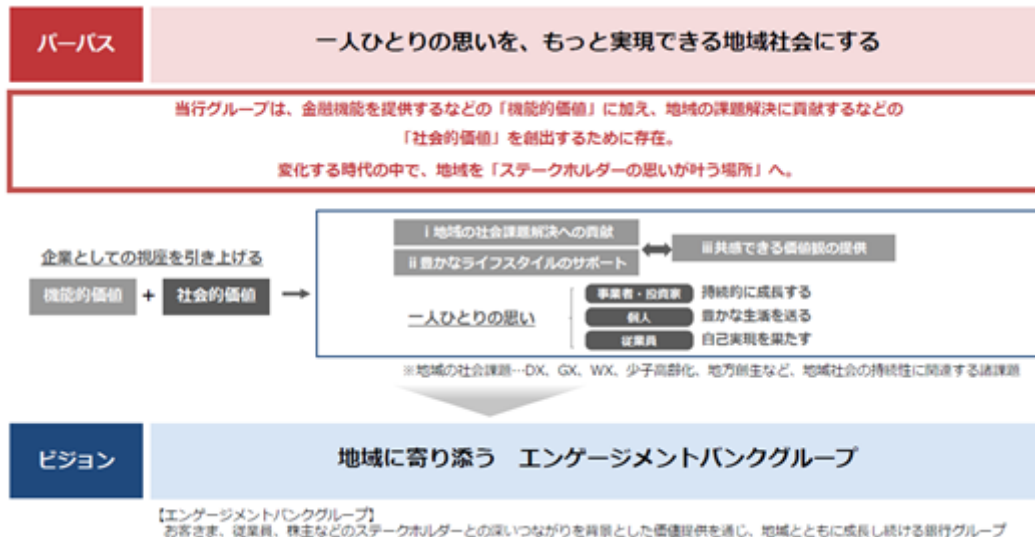 パーパス
一人ひとりの思いを、もっと実現できる地域社会にする
当行グループは、金融機能を提供するなどの「機能的価値」に加え、地域の課題解決に貢献するなどの
「社会的価値」を創出するために存在。
変化する時代の中で、地域を「ステークホルダーの思いが叶う場所」へ。
企業としての視座を引き上げる
機能的価値 + 社会的価値
ⅰ地域の社会課題解決への貢献
ⅱ豊かなライフスタイルのサポート
ⅲ共感できる価値観の提供
一人ひとりの思い
事業者・投資家 持続的に成長する
個人 豊かな生活を送る
従業員 自己実現を果たす
※地域の社会課題…DX、GX、WX、少子高齢化、地方創生など、地域社会の持続性に関連する諸課題
ビジョン
地域に寄り添う エンゲージメントバンクグループ
【エンゲージメントバンクグループ】
お客さま、従業員、株主などのステークホルダーとの深いつながりを背景とした価値提供を通じ、地域とともに成長し続ける銀行グループ